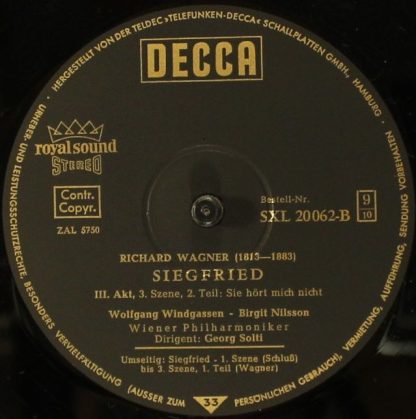 HERGESTELLT VON DER TELDEC »TELEFUNKEN-DECCA« SCHALLPLATTEN GMBH., HAMBURG ·
DECCA
royal sound
STEREO
Contr.
Copyr.
ZAL 5750
Bestell-Nr.
SXL 20062-B
9
10
RICHARD WAGNER (1813—1883)
SIEGFRIED
III. Akt, 3. Szene, 2. Teil: Sie hört mich nicht
Wolfgang Windgassen - Birgit Nilsson
Wiener Philharmoniker
Dirigent: Georg Solti
Umseitig: Siegfried - 1. Szene (Schluß)
bis 3. Szene, 1. Teil (Wagner)
33
URHEBER- UND LEISTUNGSSCHUTZRECHTE BESONDERS VERVIELFÄLTIGUNG (AUSSER ZUM PERSÖNLICHEN GEBRAUCH), VERMIETUNG, AUFFÜHRUNG, SENDUNG VORBEHALTEN